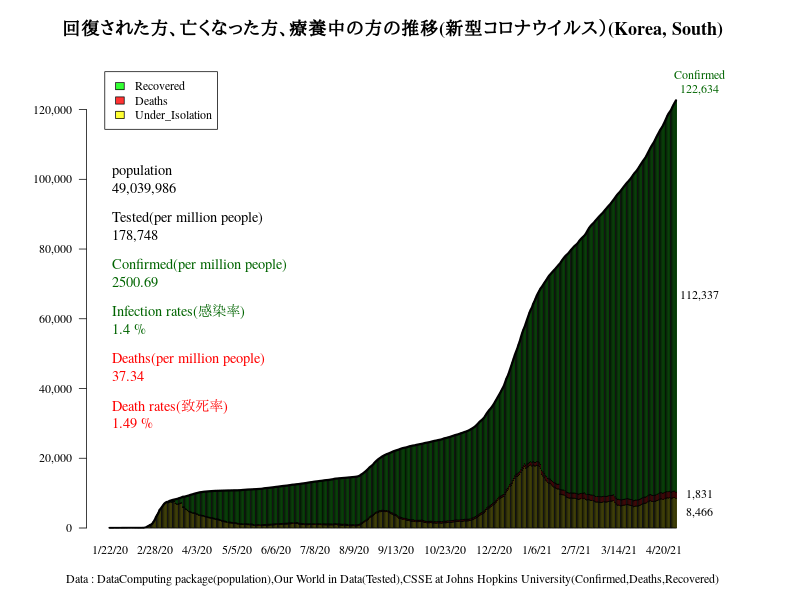 回復された方、亡くなった方、療養中の方の推移(新型コロナウイルス)(Korea, South)
Confirmed
122,634
Recovered
Deaths
Under_Isolation
120,000
100,000
80,000
60,000
40,000
20,000
0
population
49,039,986
Tested(per million people)
178,748
Confirmed(per million people)
2500.69
Infection rates(感染率)
1.4 %
Deaths(per million people)
37.34
Death rates(致死率)
1.49 %
112,337
1,831
8,466
1/22/20 2/28/20 4/3/20 5/5/20 6/6/20 7/8/20 8/9/20 9/13/20 10/23/20 12/2/20 1/6/21 2/7/21 3/14/21 4/20/21
Data : DataComputing package(population),Our World in Data(Tested),CSSE at Johns Hopkins University(Confirmed,Deaths,Recovered)